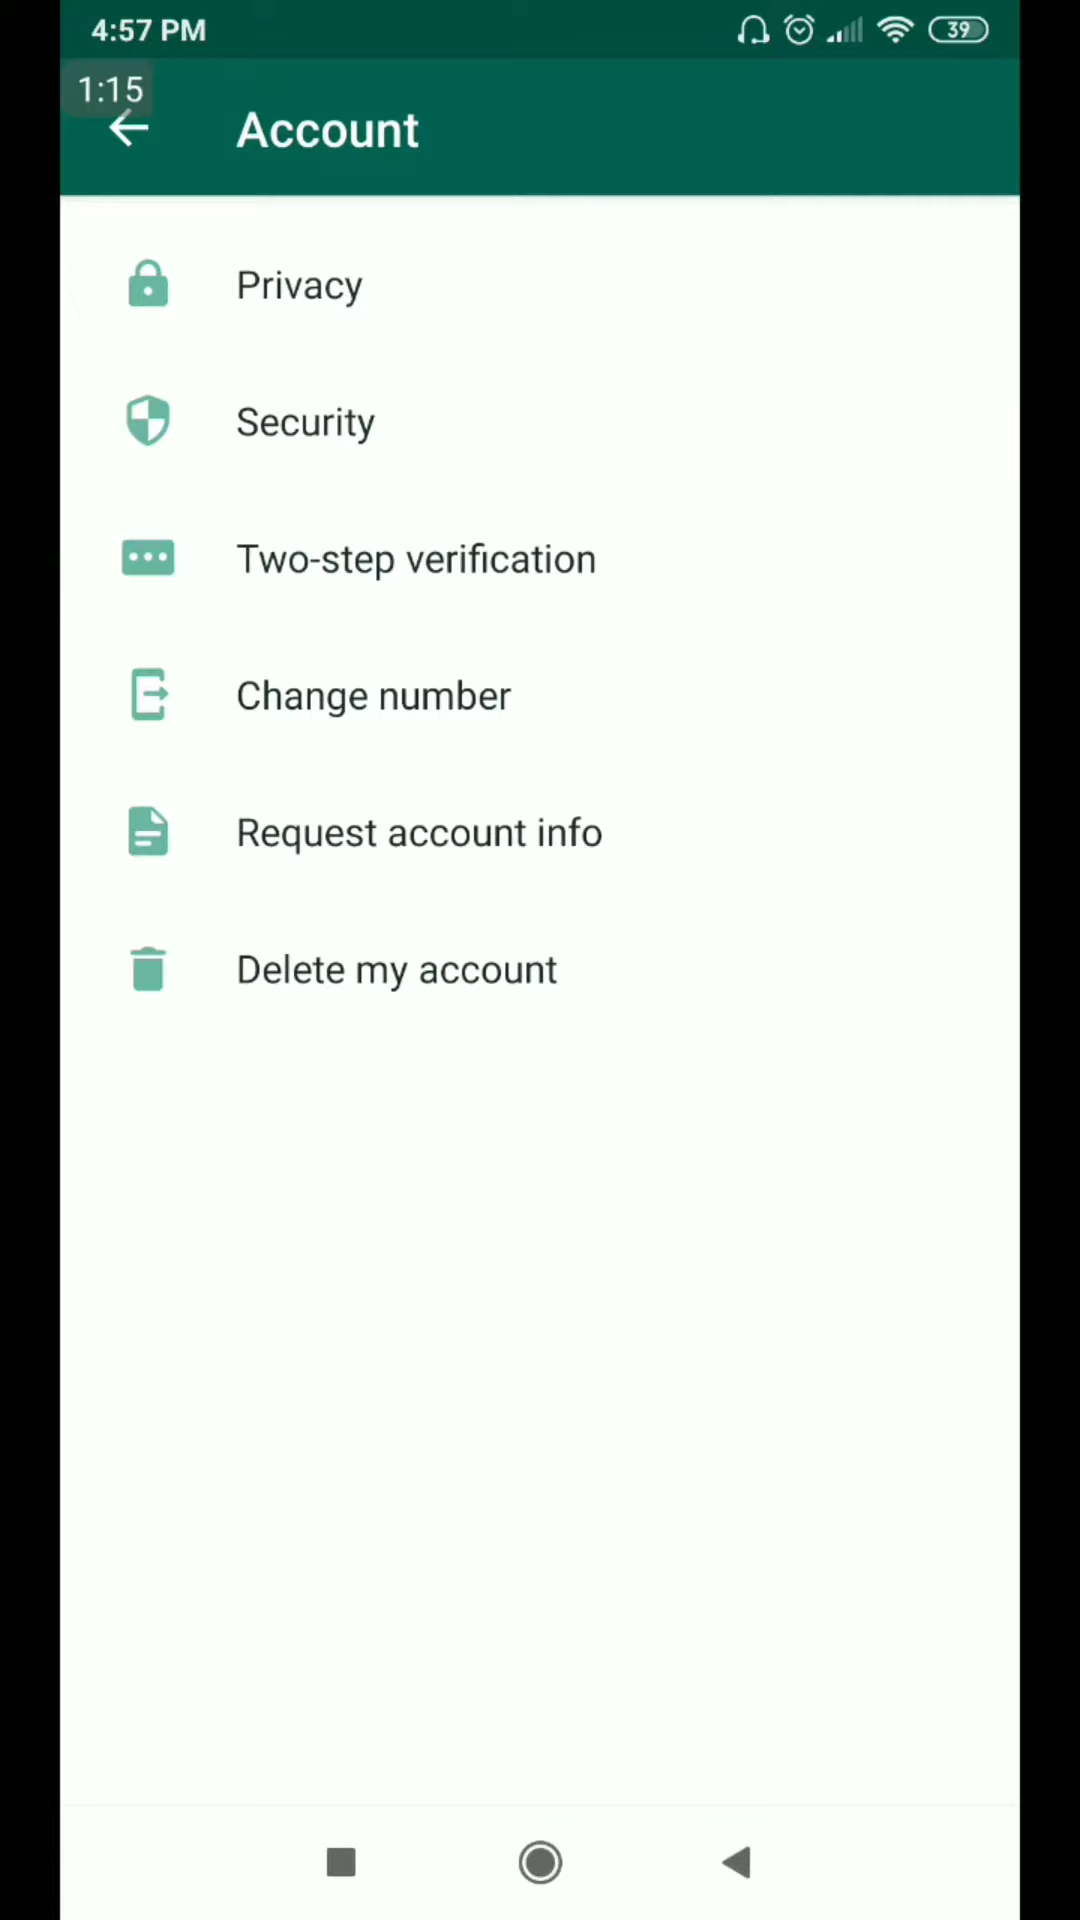 4:57 PM
39
1:15
Account
Privacy
Security
Two-step verification
Change number
Request account info
Delete my account